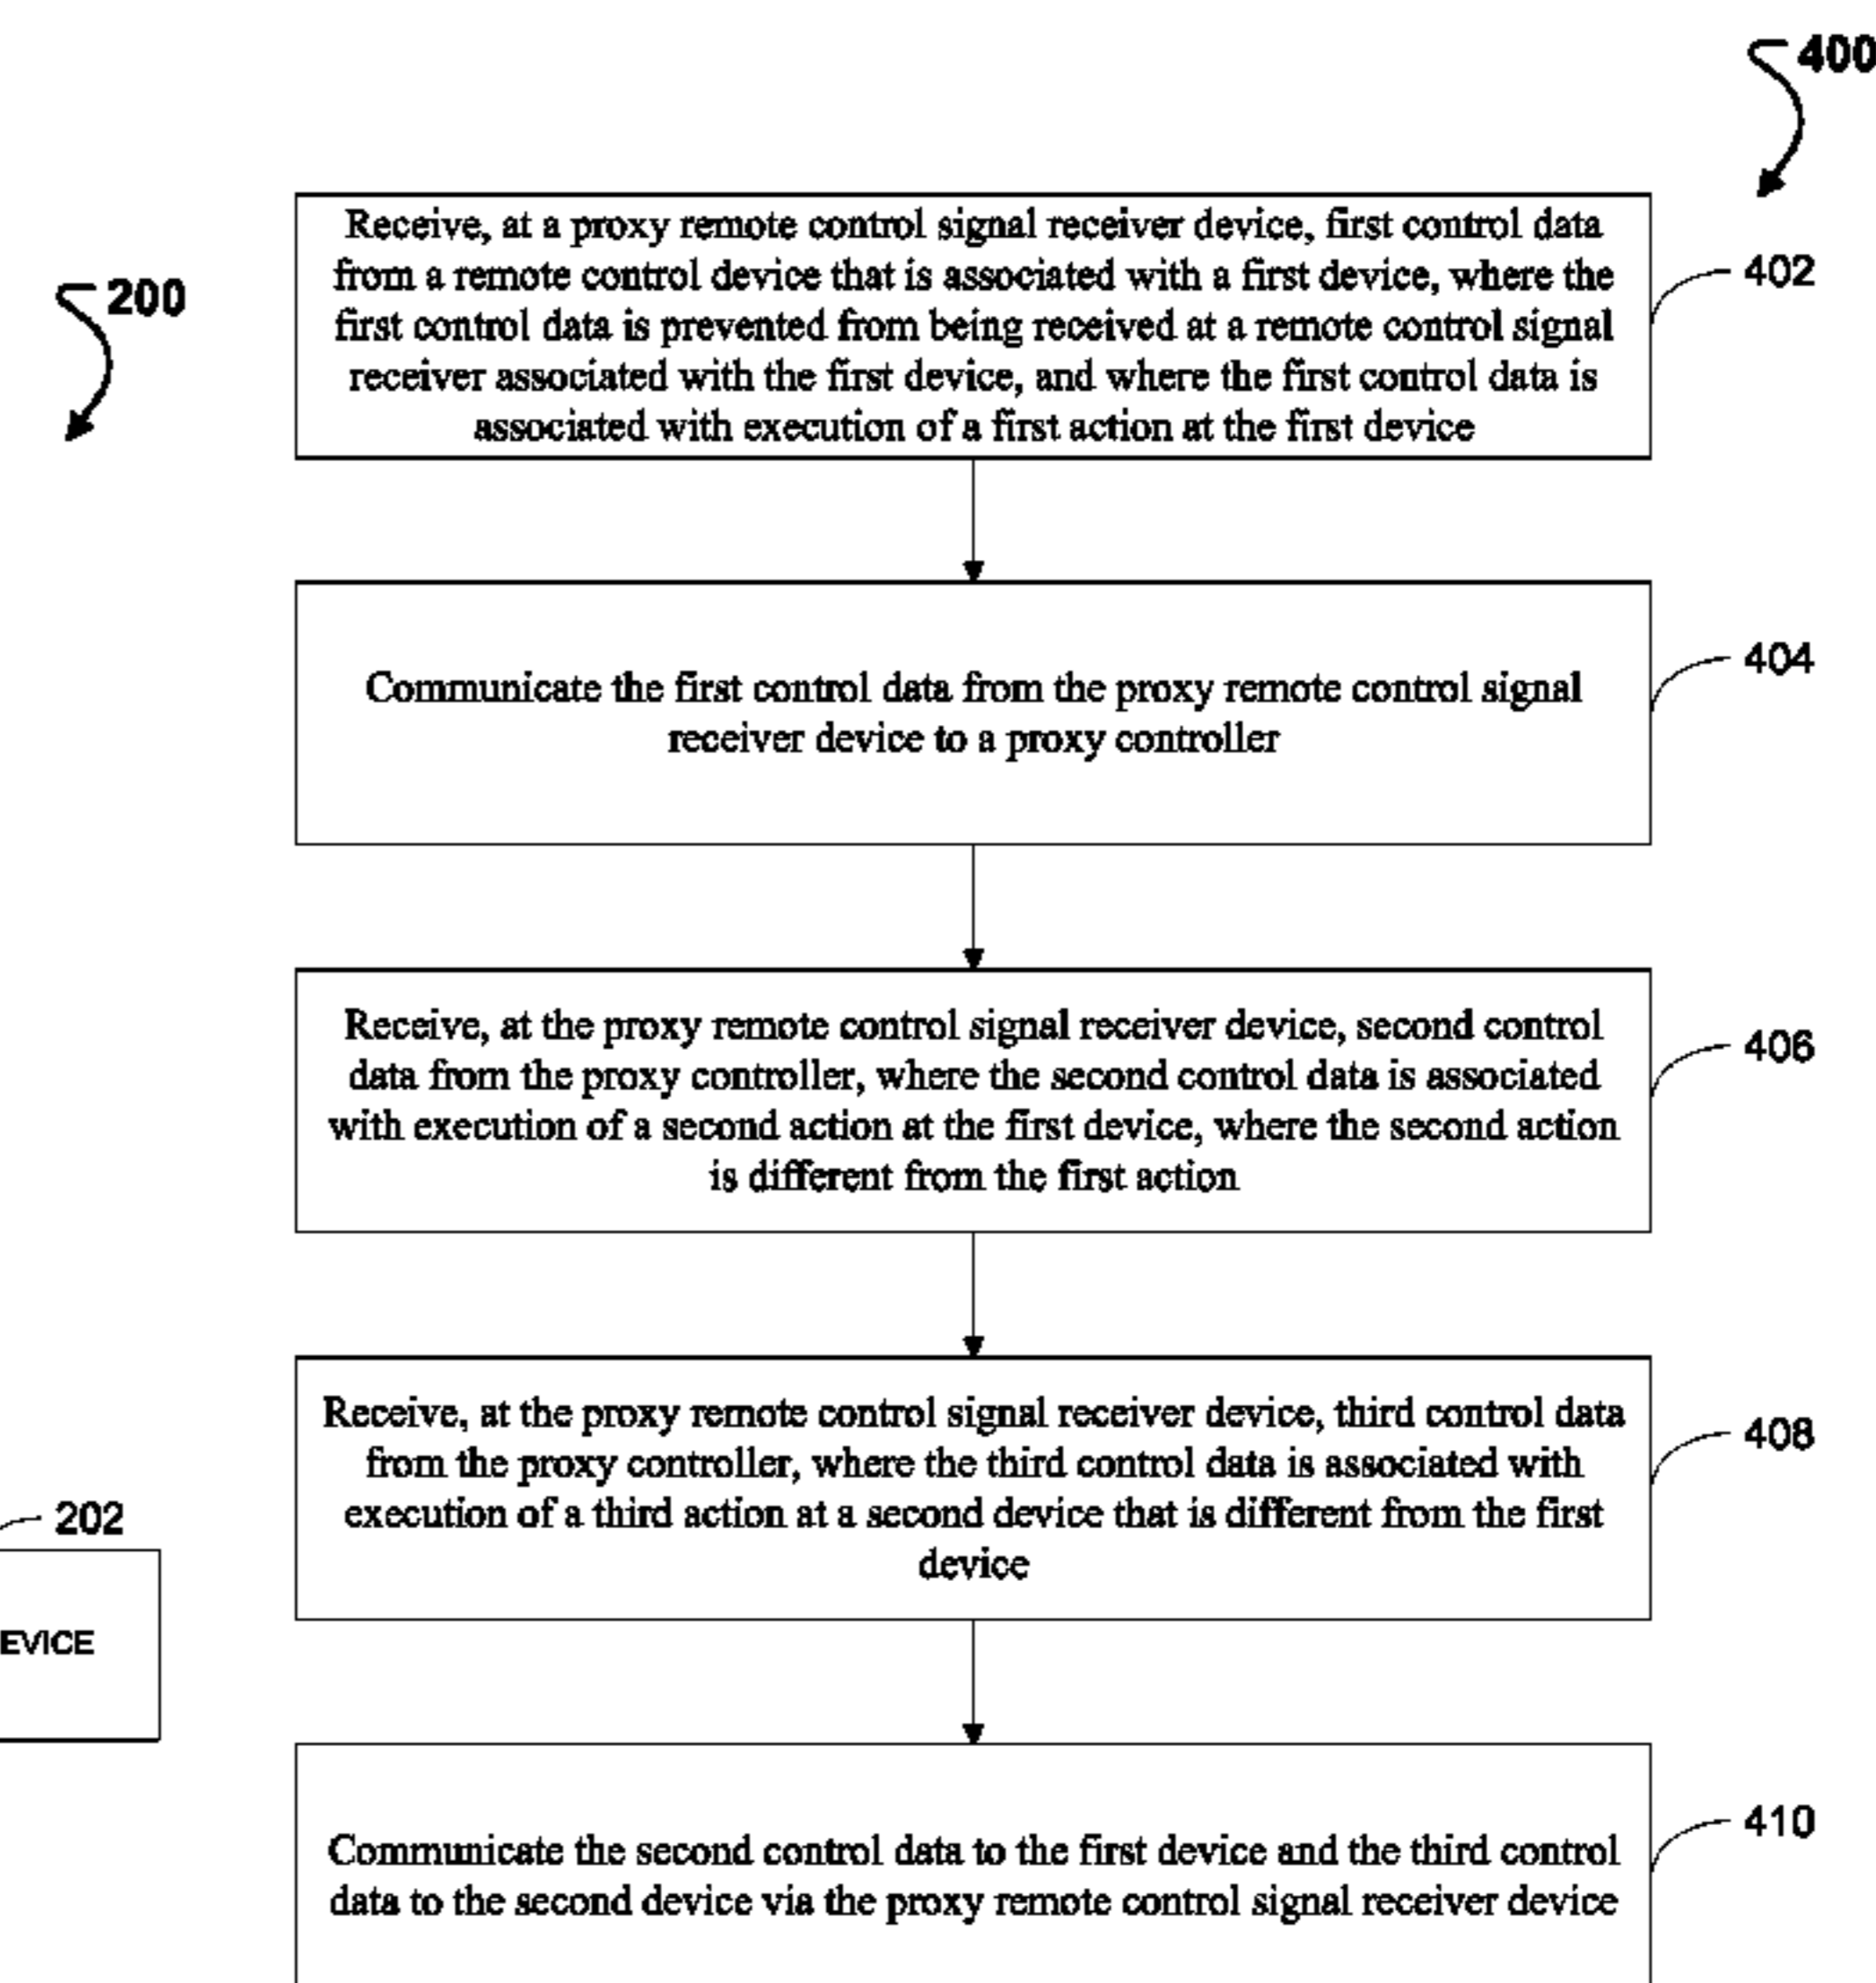 400
200
Receive, at a proxy remote control signal receiver device, first control data
from a remote control device that is associated with a first device, where the
first control data is prevented from being received at a remote control signal
receiver associated with the first device, and where the first control data is
associated with execution of a first action at the first device
402
Communicate the first control data from the proxy remote control signal
receiver device to a proxy controller
404
Receive, at the proxy remote control signal receiver device, second control
data from the proxy controller, where the second control data is associated
with execution of a second action at the first device, where the second action
is different from the first action
406
Receive, at the proxy remote control signal receiver device, third control data
from the proxy controller, where the third control data is associated with
execution of a third action at a second device that is different from the first
device
408
202
EVICE
Communicate the second control data to the first device and the third control
data to the second device via the proxy remote control signal receiver device
410